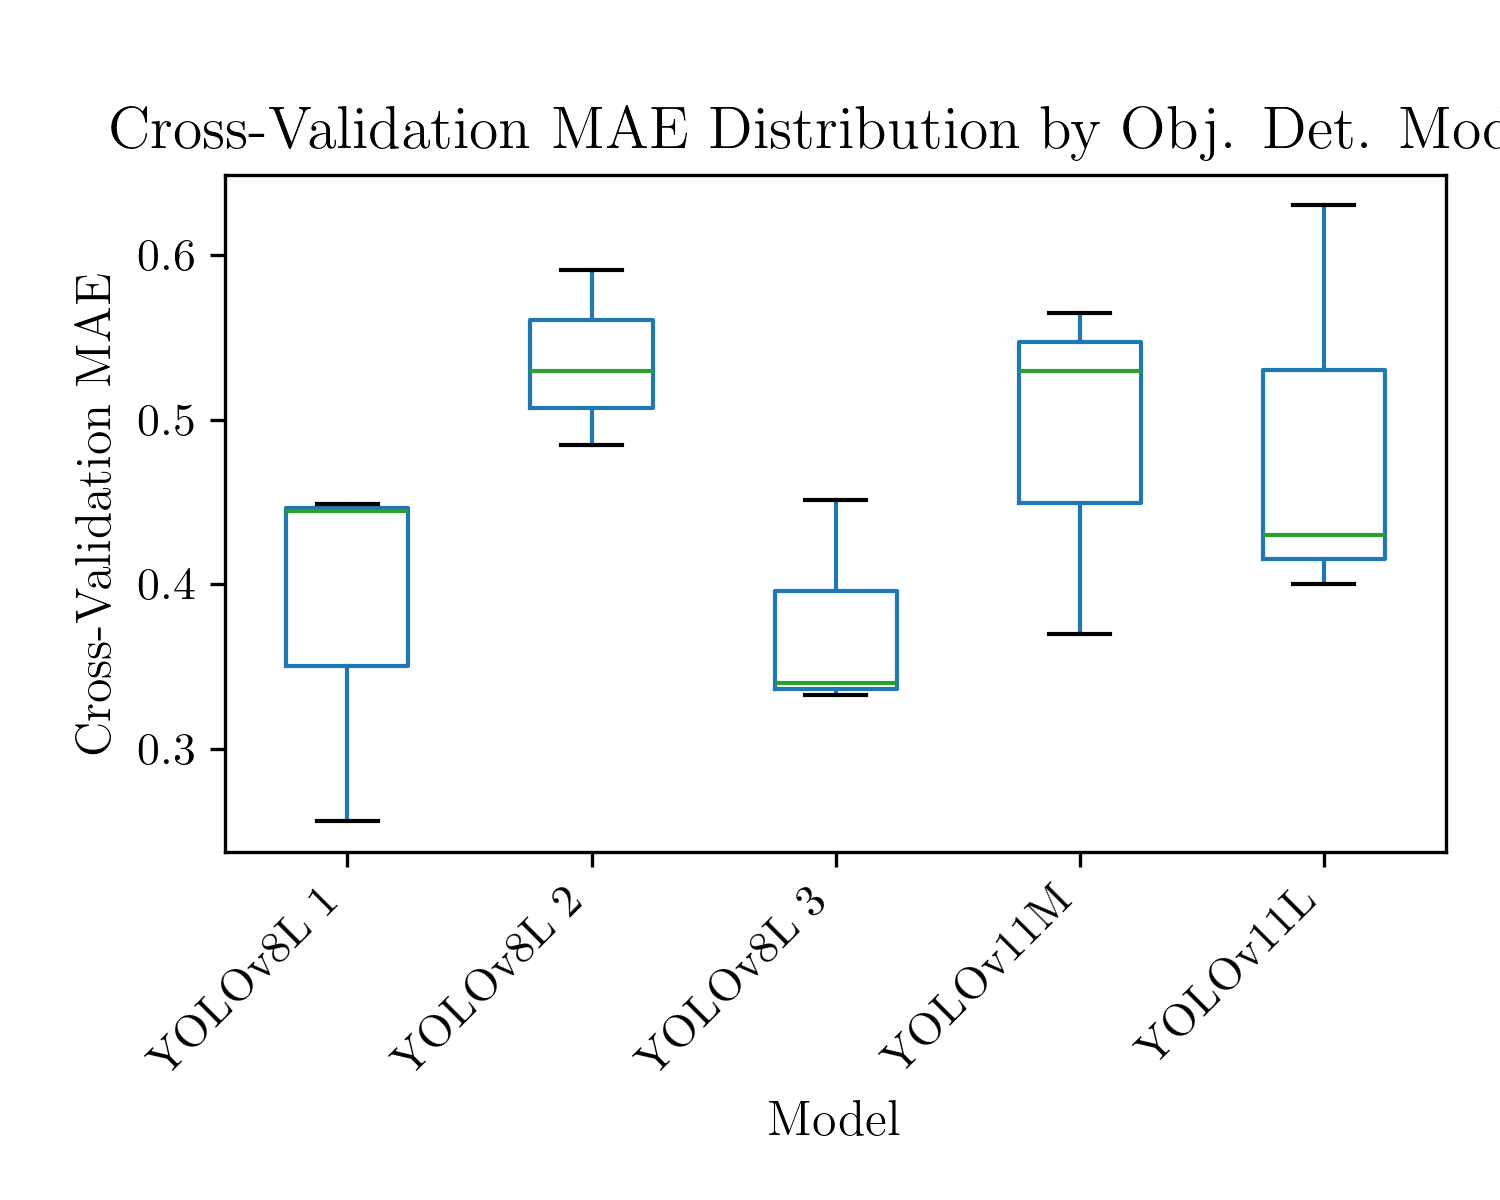 Cross-Validation MAE Distribution by Obj. Det.
Cross-Validation MAE
0.6
0.5
0.4
0.3
YOLOv8L 1
YOLOv8L 2
YOLOv8L 3
YOLOv11M
YOLOv11L
Model